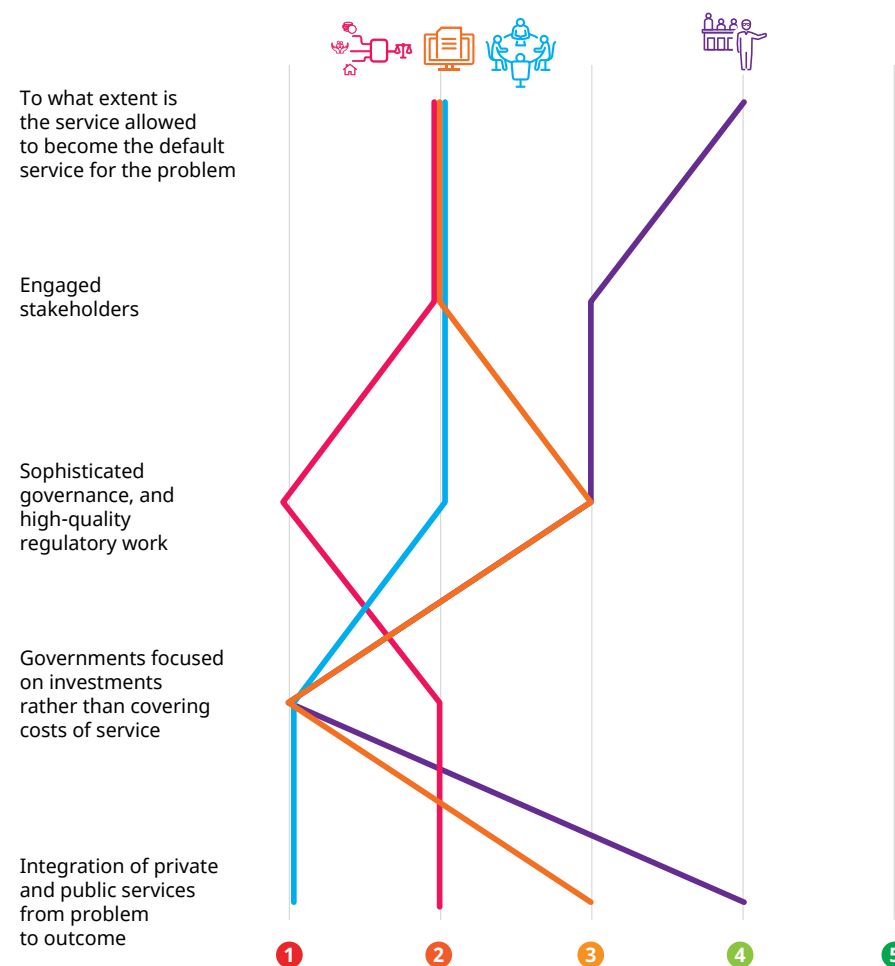 To what extent is
the service allowed
to become the default
service for the problem
Engaged
stakeholders
Sophisticated
governance, and
high-quality
regulatory work
Governments focused
on investments
rather than covering
costs of service
Integration of private
and public services
from problem
to outcome
1 2 3 4 5